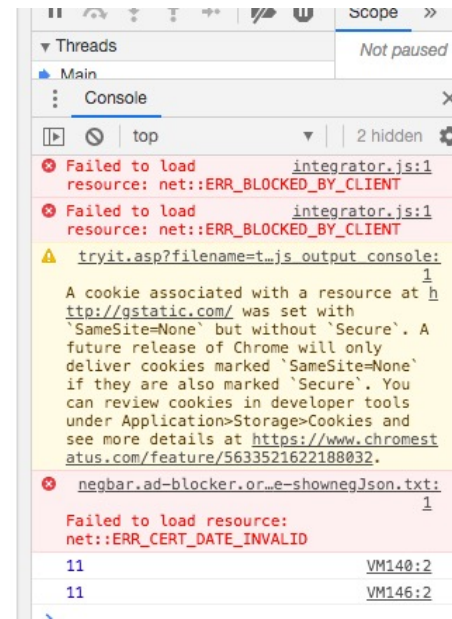 Scope »
Threads
Not paused
Main
Console
top
2 hidden
Failed to load integrator.js:1
resource: net::ERR_BLOCKED_BY_CLIENT
Failed to load integrator.js:1
resource: net::ERR_BLOCKED_BY_CLIENT
tryit.asp?filename=t…js_output_console:
1
A cookie associated with a resource at h
ttp://gstatic.com/ was set with
`SameSite=None` but without `Secure`. A
future release of Chrome will only
deliver cookies marked `SameSite=None`
if they are also marked `Secure`. You
can review cookies in developer tools
under Application>Storage>Cookies and
see more details at https://www.chromest
atus.com/feature/5633521622188032.
negbar.ad-blocker.or…e-shownegJson.txt:
1
Failed to load resource:
net::ERR_CERT_DATE_INVALID
11 VM140:2
11 VM146:2